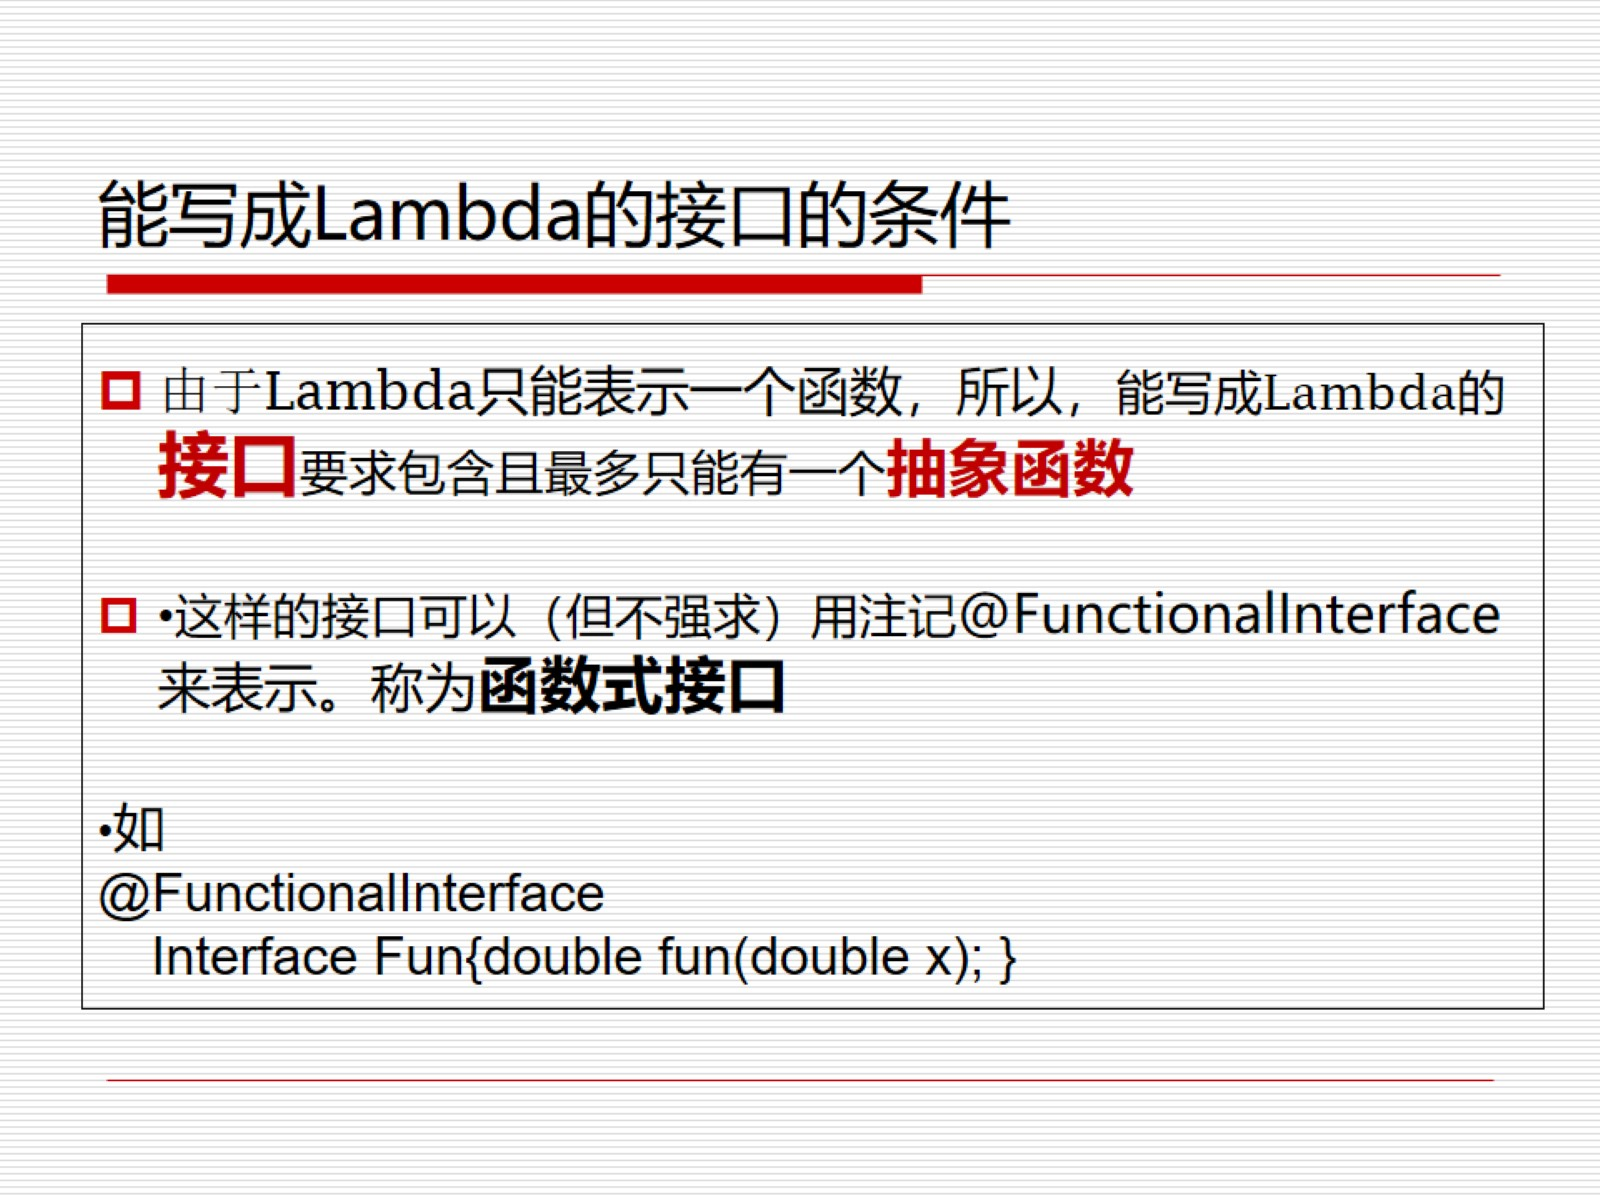 能写成Lambda的接口的条件
由于Lambda只能表示一个函数，所以，能写成Lambda的
接口要求包含且最多只能有一个抽象函数
•这样的接口可以（但不强求）用注记@FunctionalInterface
来表示。称为函数式接口
•如
@FunctionalInterface
Interface Fun{double fun(double x); }